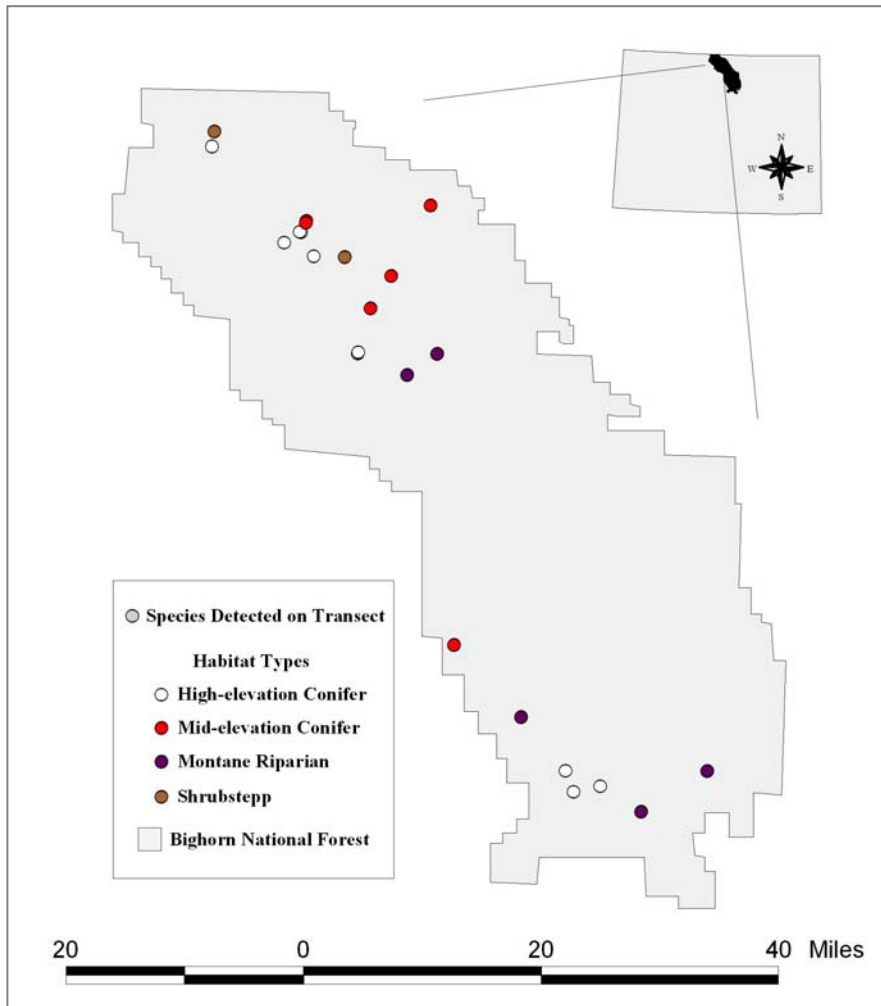 N
W E
S
Species Detected on Transect
Habitat Types
High-elevation Conifer
Mid-elevation Conifer
Montane Riparian
Shrubstepp
Bighorn National Forest
20 0 20 40 Miles